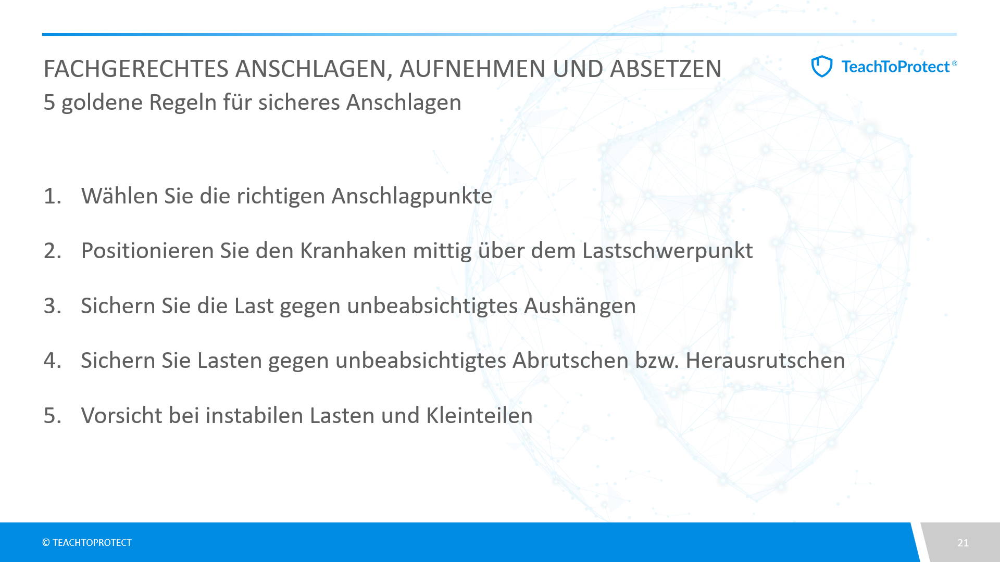 FACHGERECHTES ANSCHLAGEN, AUFNEHMEN UND ABSETZEN
TeachToProtect®
5 goldene Regeln für sicheres Anschlagen
1. Wählen Sie die richtigen Anschlagpunkte
2. Positionieren Sie den Kranhaken mittig über dem Lastschwerpunkt
3. Sichern Sie die Last gegen unbeabsichtigtes Aushängen
4. Sichern Sie Lasten gegen unbeabsichtigtes Abrutschen bzw. Herausrutschen
5. Vorsicht bei instabilen Lasten und Kleinteilen
© TEACHTOPROTECT
21